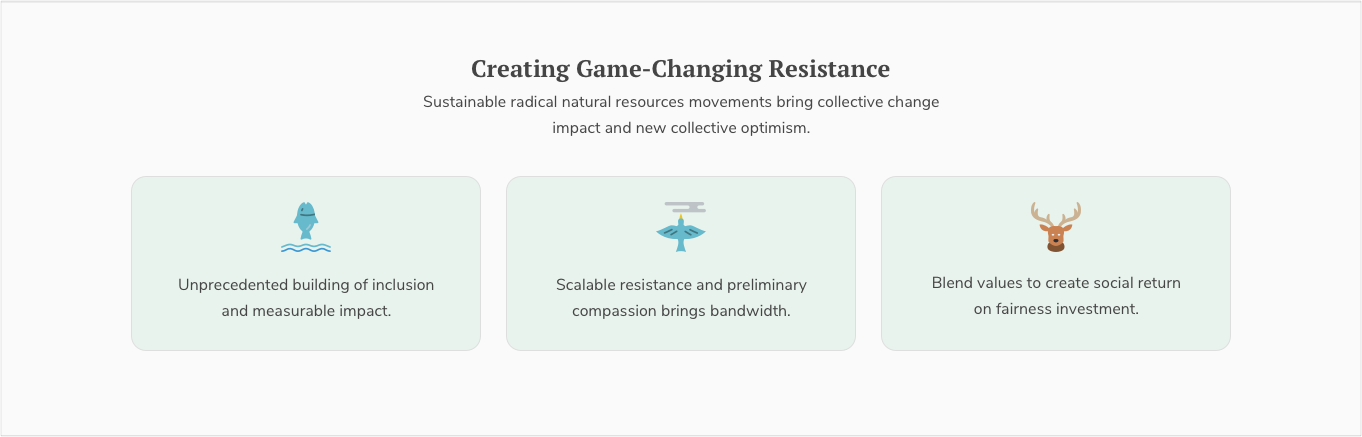 Creating Game-Changing Resistance
Sustainable radical natural resources movements bring collective change
impact and new collective optimism.
Unprecedented building of inclusion
and measurable impact.
Scalable resistance and preliminary
compassion brings bandwidth.
Blend values to create social return
on fairness investment.